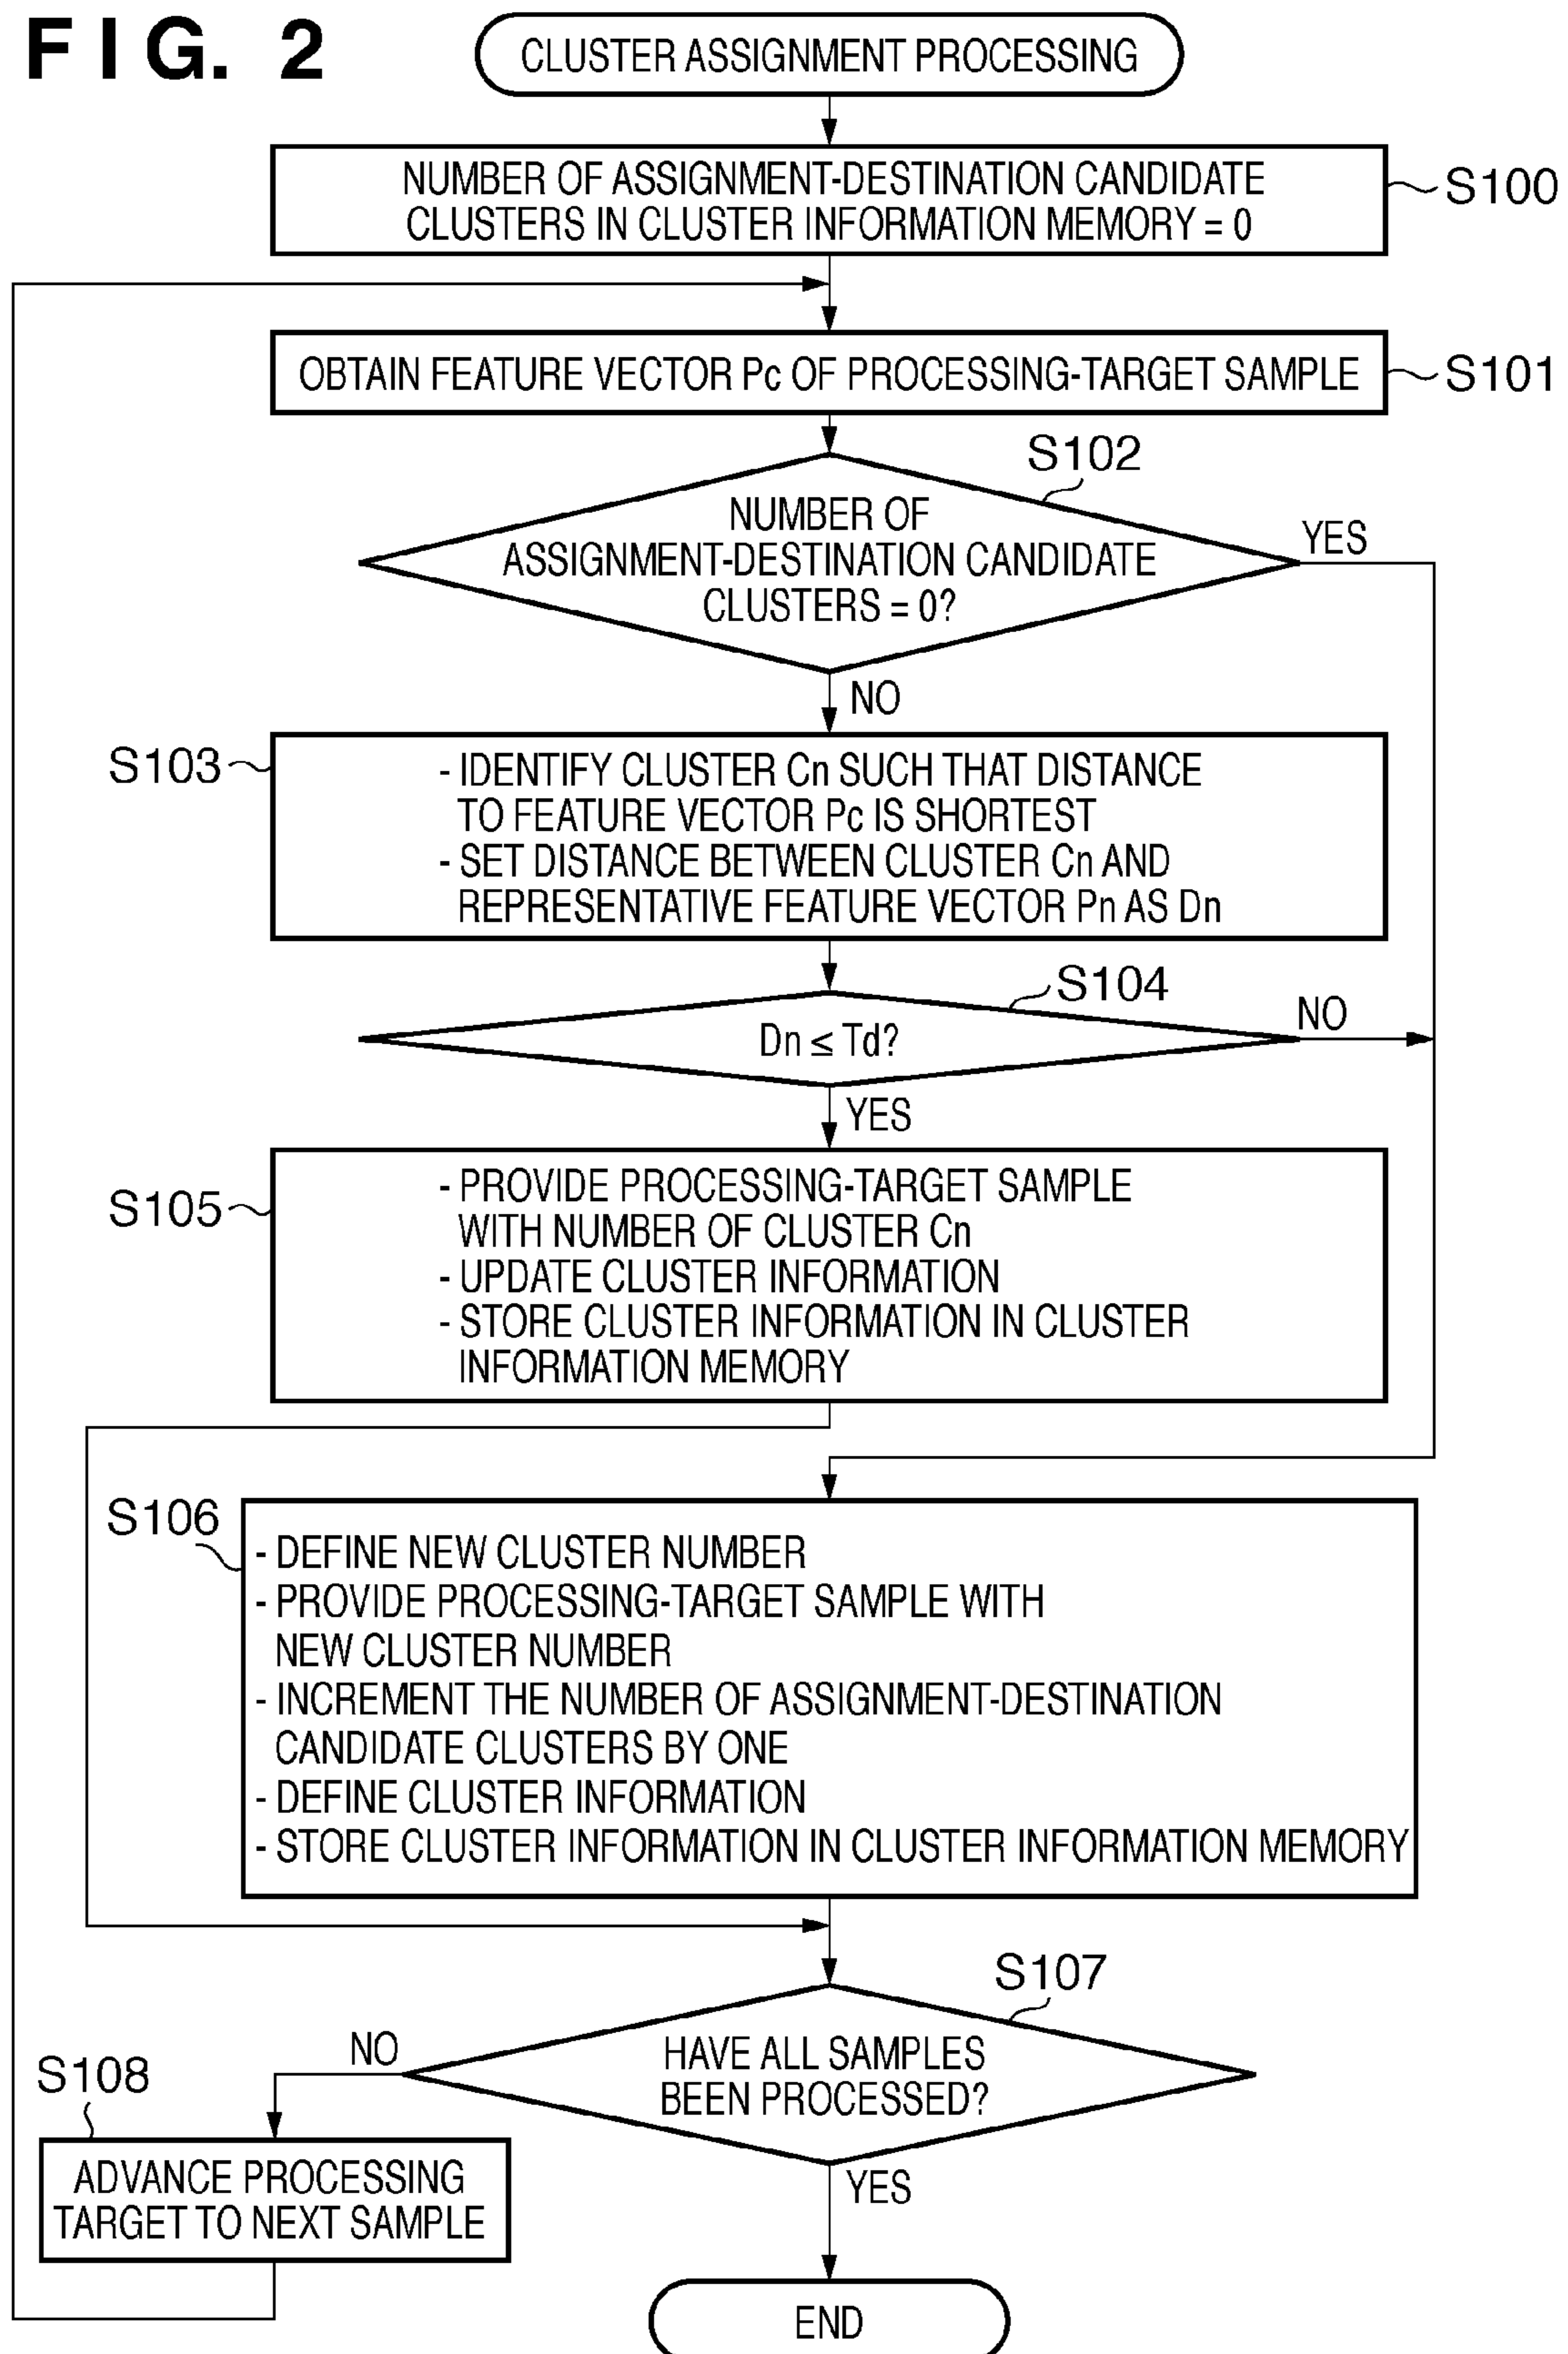 FIG. 2
CLUSTER ASSIGNMENT PROCESSING
NUMBER OF ASSIGNMENT-DESTINATION CANDIDATE
CLUSTERS IN CLUSTER INFORMATION MEMORY = 0
S100
OBTAIN FEATURE VECTOR Pc OF PROCESSING-TARGET SAMPLE
S101
S102
NUMBER OF
ASSIGNMENT-DESTINATION CANDIDATE
CLUSTERS = 0?
YES
NO
S103
- IDENTIFY CLUSTER Cn SUCH THAT DISTANCE
TO FEATURE VECTOR Pc IS SHORTEST
- SET DISTANCE BETWEEN CLUSTER Cn AND
REPRESENTATIVE FEATURE VECTOR Pn AS Dn
S104
Dn ≤ Td?
NO
YES
S105
- PROVIDE PROCESSING-TARGET SAMPLE
WITH NUMBER OF CLUSTER Cn
- UPDATE CLUSTER INFORMATION
- STORE CLUSTER INFORMATION IN CLUSTER
INFORMATION MEMORY
S106
- DEFINE NEW CLUSTER NUMBER
- PROVIDE PROCESSING-TARGET SAMPLE WITH
NEW CLUSTER NUMBER
- INCREMENT THE NUMBER OF ASSIGNMENT-DESTINATION
CANDIDATE CLUSTERS BY ONE
- DEFINE CLUSTER INFORMATION
- STORE CLUSTER INFORMATION IN CLUSTER INFORMATION MEMORY
S107
HAVE ALL SAMPLES
BEEN PROCESSED?
NO
S108
ADVANCE PROCESSING
TARGET TO NEXT SAMPLE
YES
END